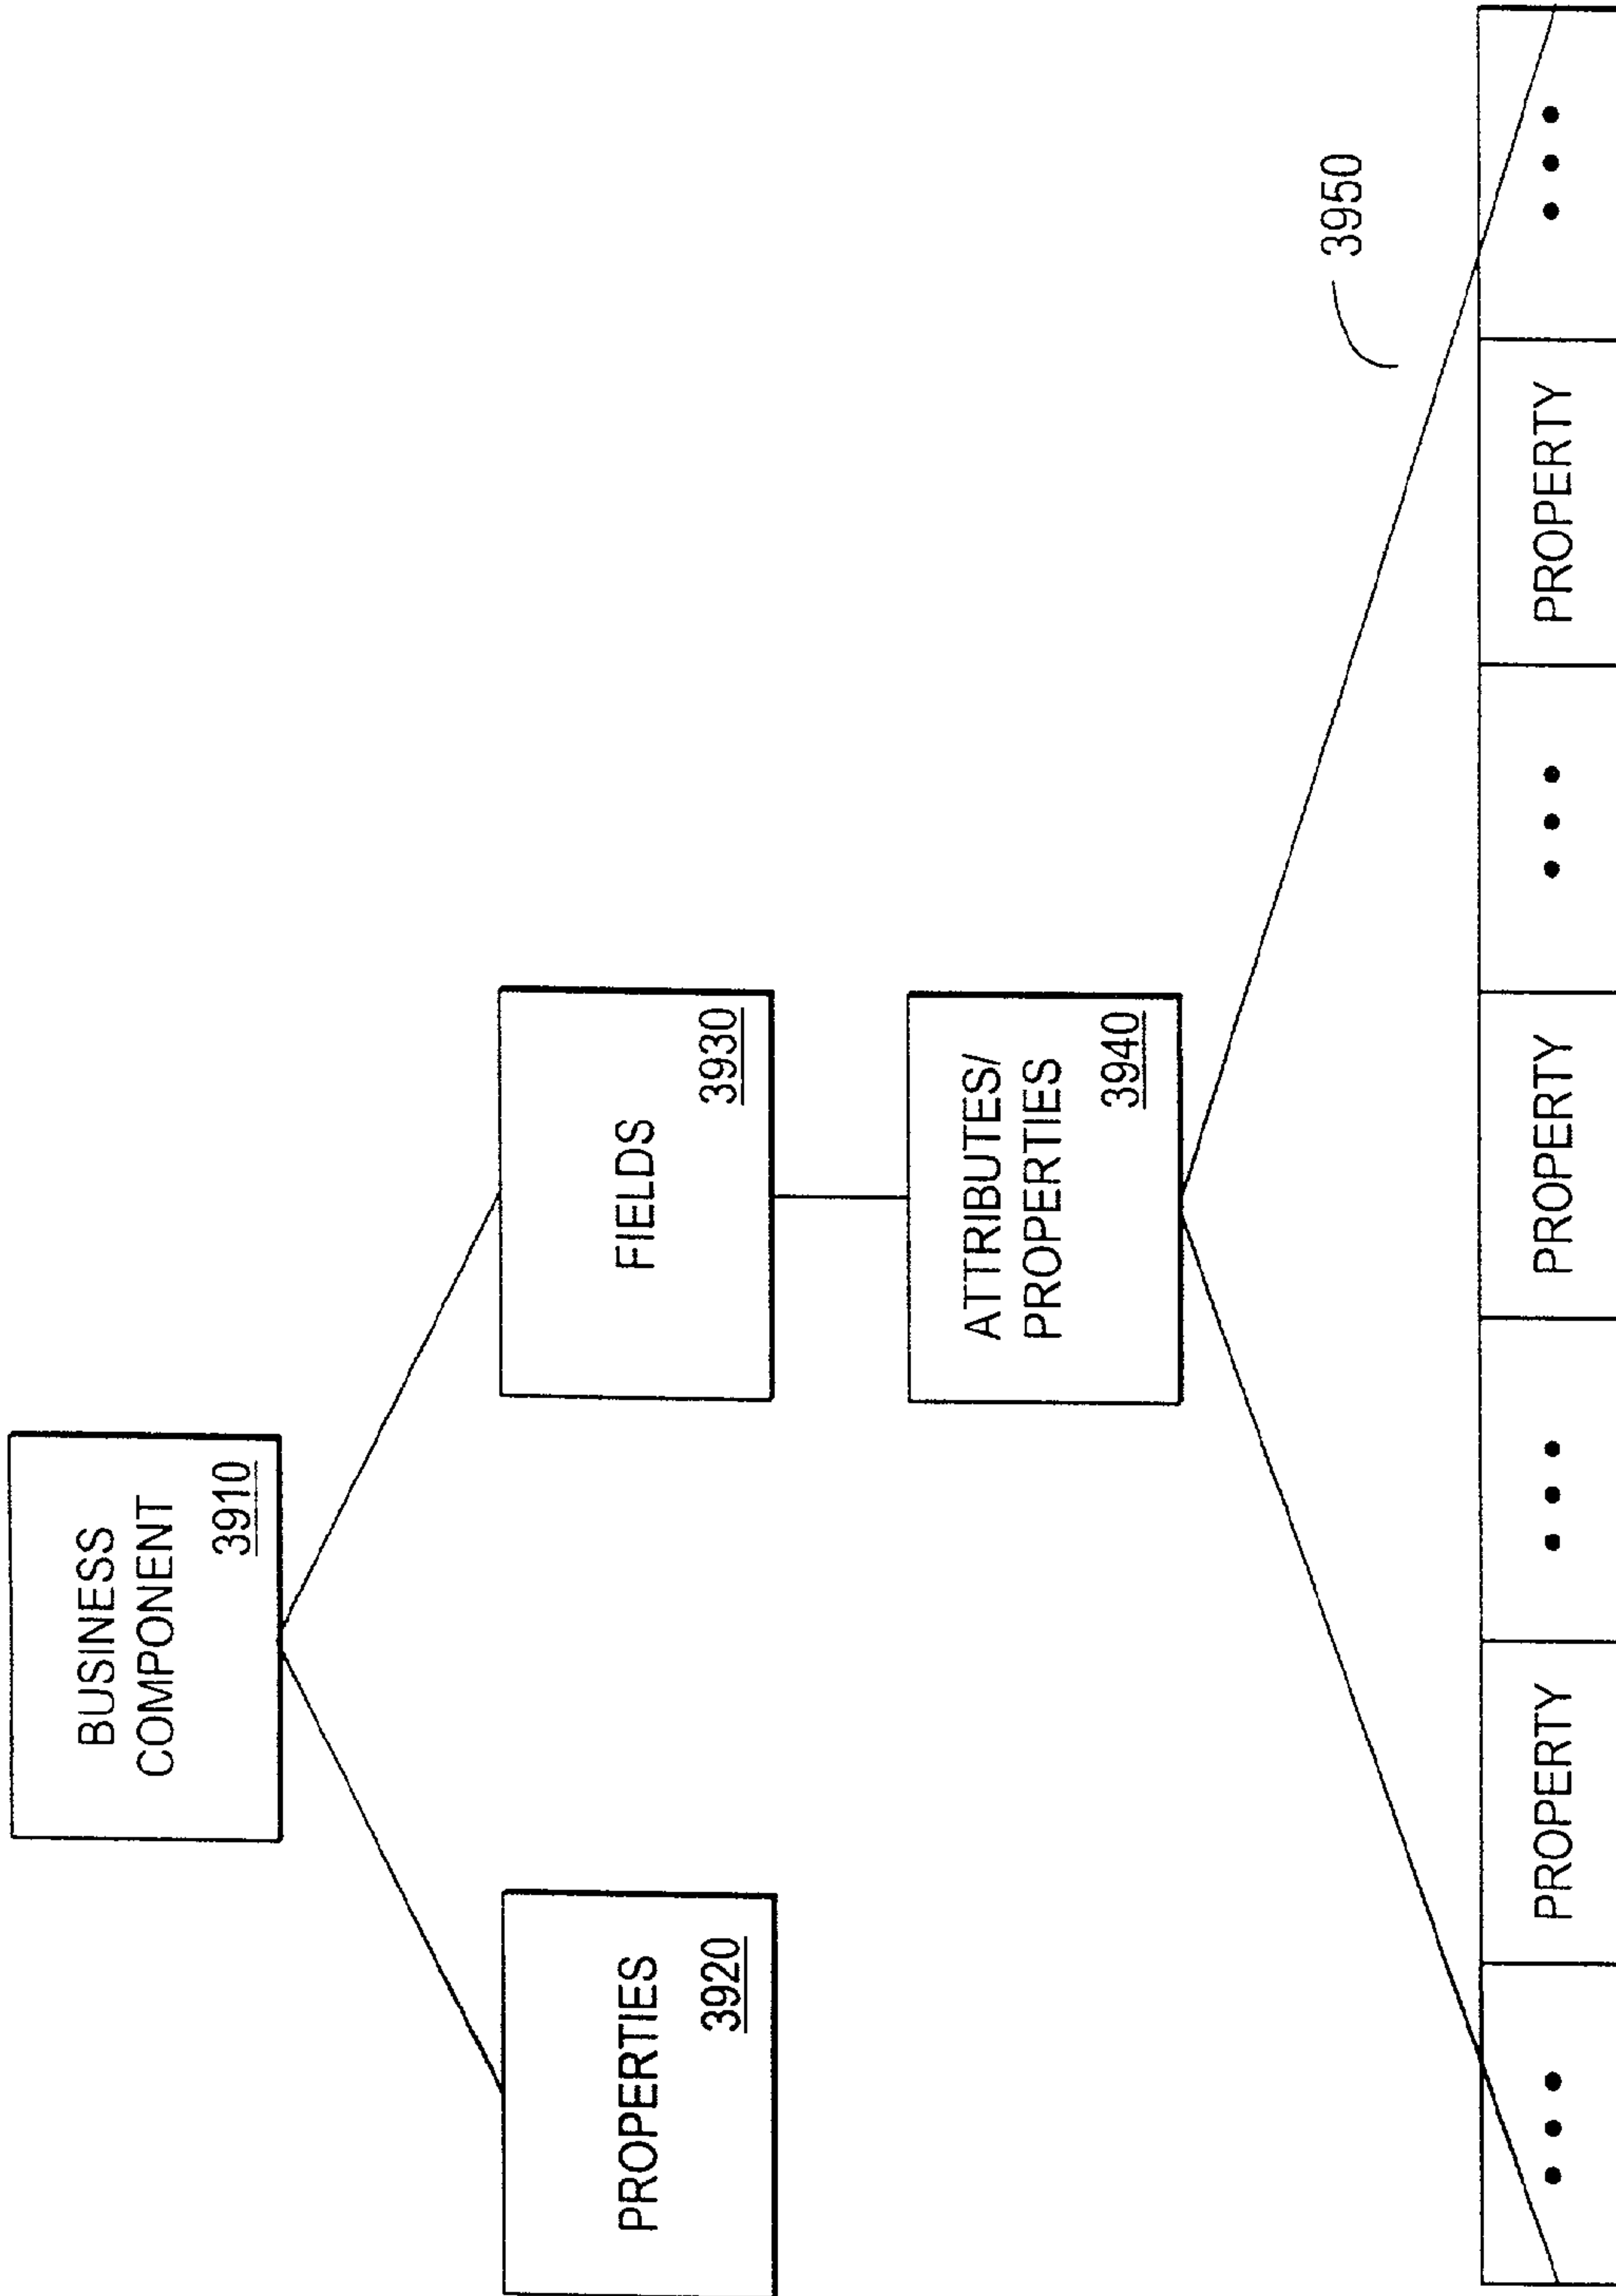 BUSINESS
COMPONENT
3910
PROPERTIES
3920
FIELDS
3930
ATTRIBUTES/
PROPERTIES
3940
3950
• • •
PROPERTY
• • •
PROPERTY
• • •
PROPERTY
• • •